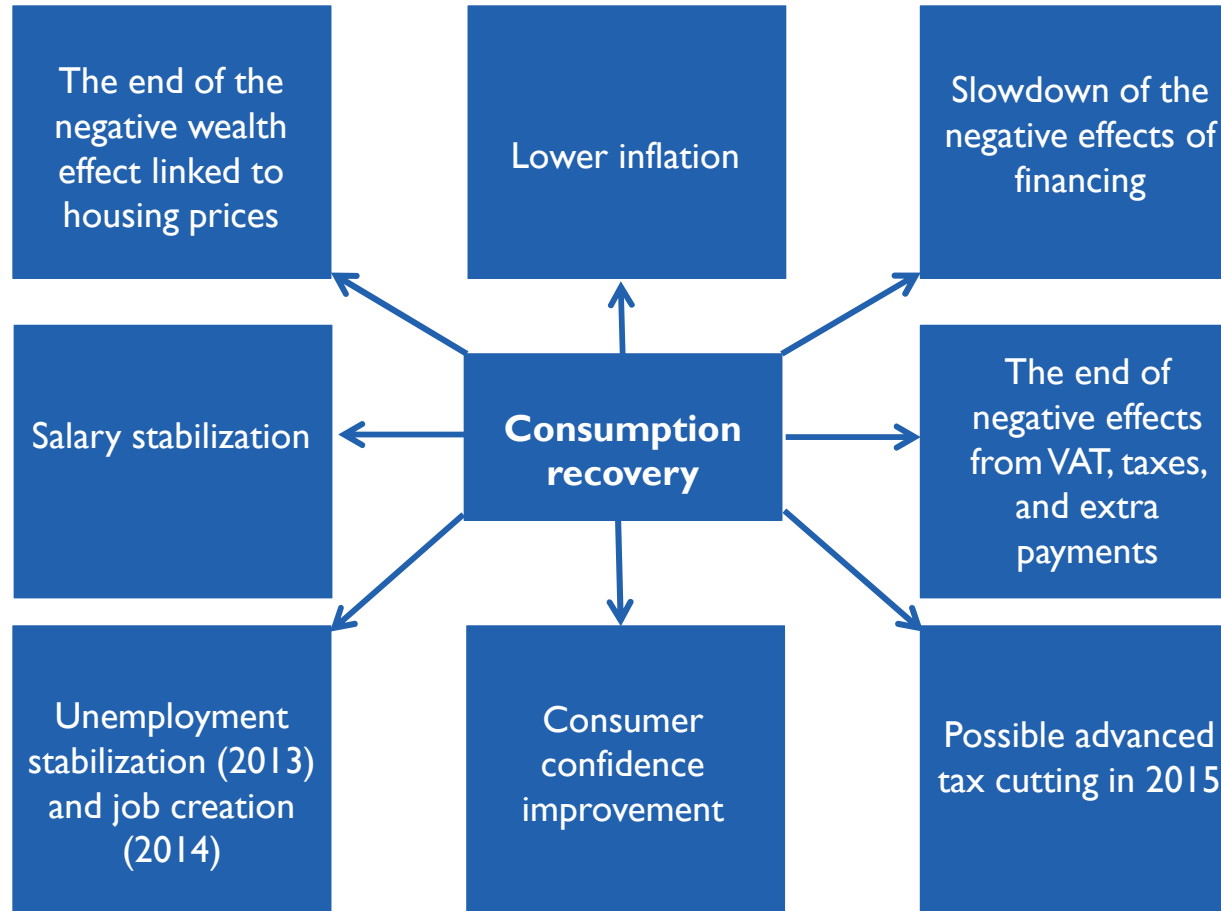 The end of the
negative wealth
effect linked to
housing prices
Lower inflation
Slowdown of the
negative effects of
financing
Salary stabilization
Consumption
recovery
The end of
negative effects
from VAT, taxes,
and extra
payments
Unemployment
stabilization (2013)
and job creation
(2014)
Consumer
confidence
improvement
Possible advanced
tax cutting in 2015